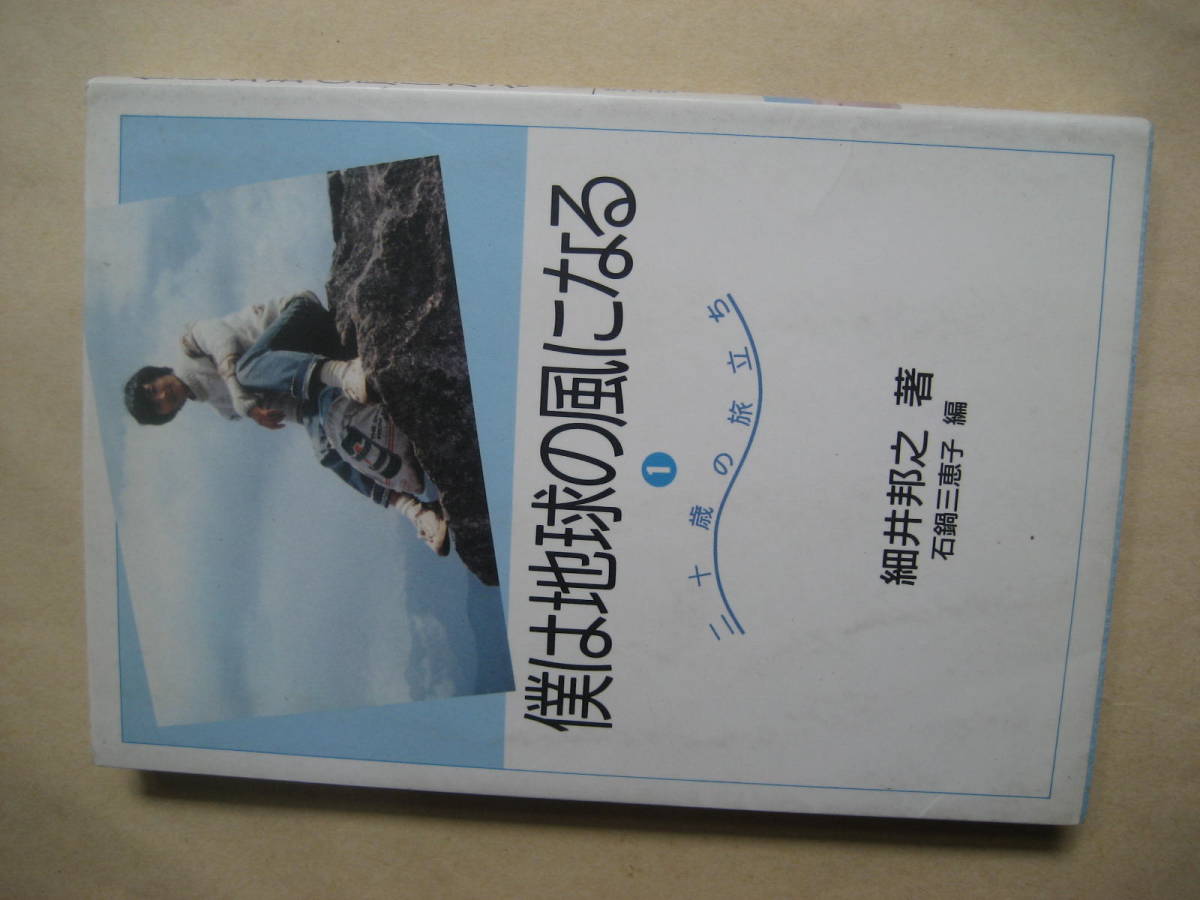 僕は地球の風になる
1
三十歳の旅立ち
細井邦之 著
石鍋三恵子 編